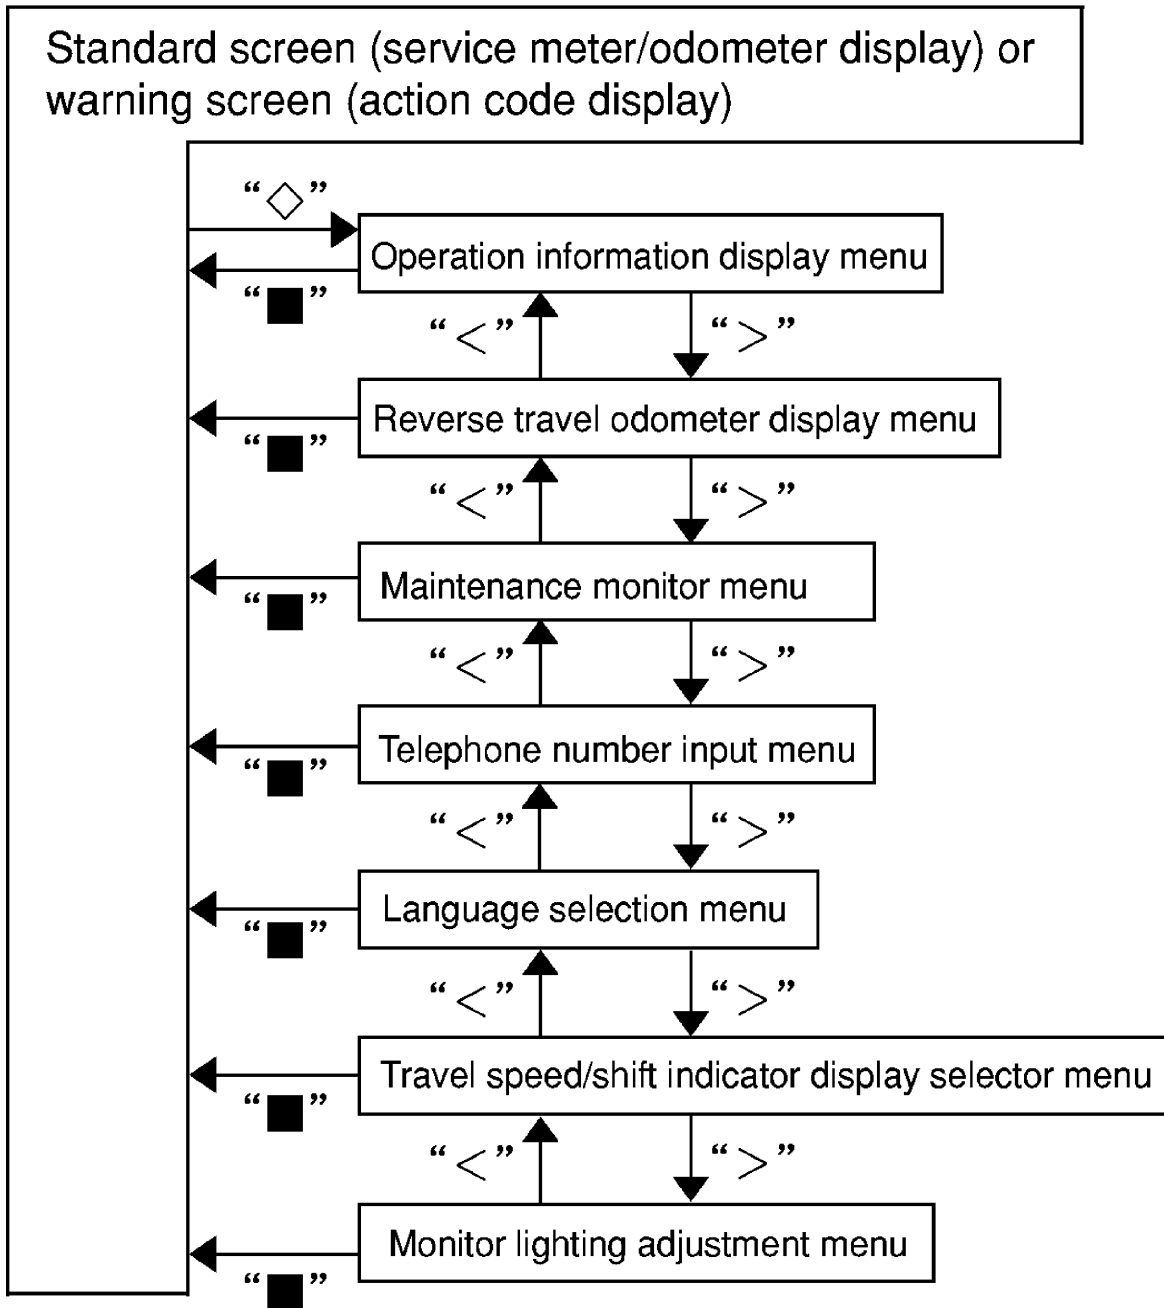 Standard screen (service meter/odometer display) or
warning screen (action code display)
“◇”
Operation information display menu
“■”
“<” “>”
Reverse travel odometer display menu
“■”
“<” “>”
Maintenance monitor menu
“■”
“<” “>”
Telephone number input menu
“■”
“<” “>”
Language selection menu
“■”
“<” “>”
Travel speed/shift indicator display selector menu
“■”
“<” “>”
Monitor lighting adjustment menu
“■”